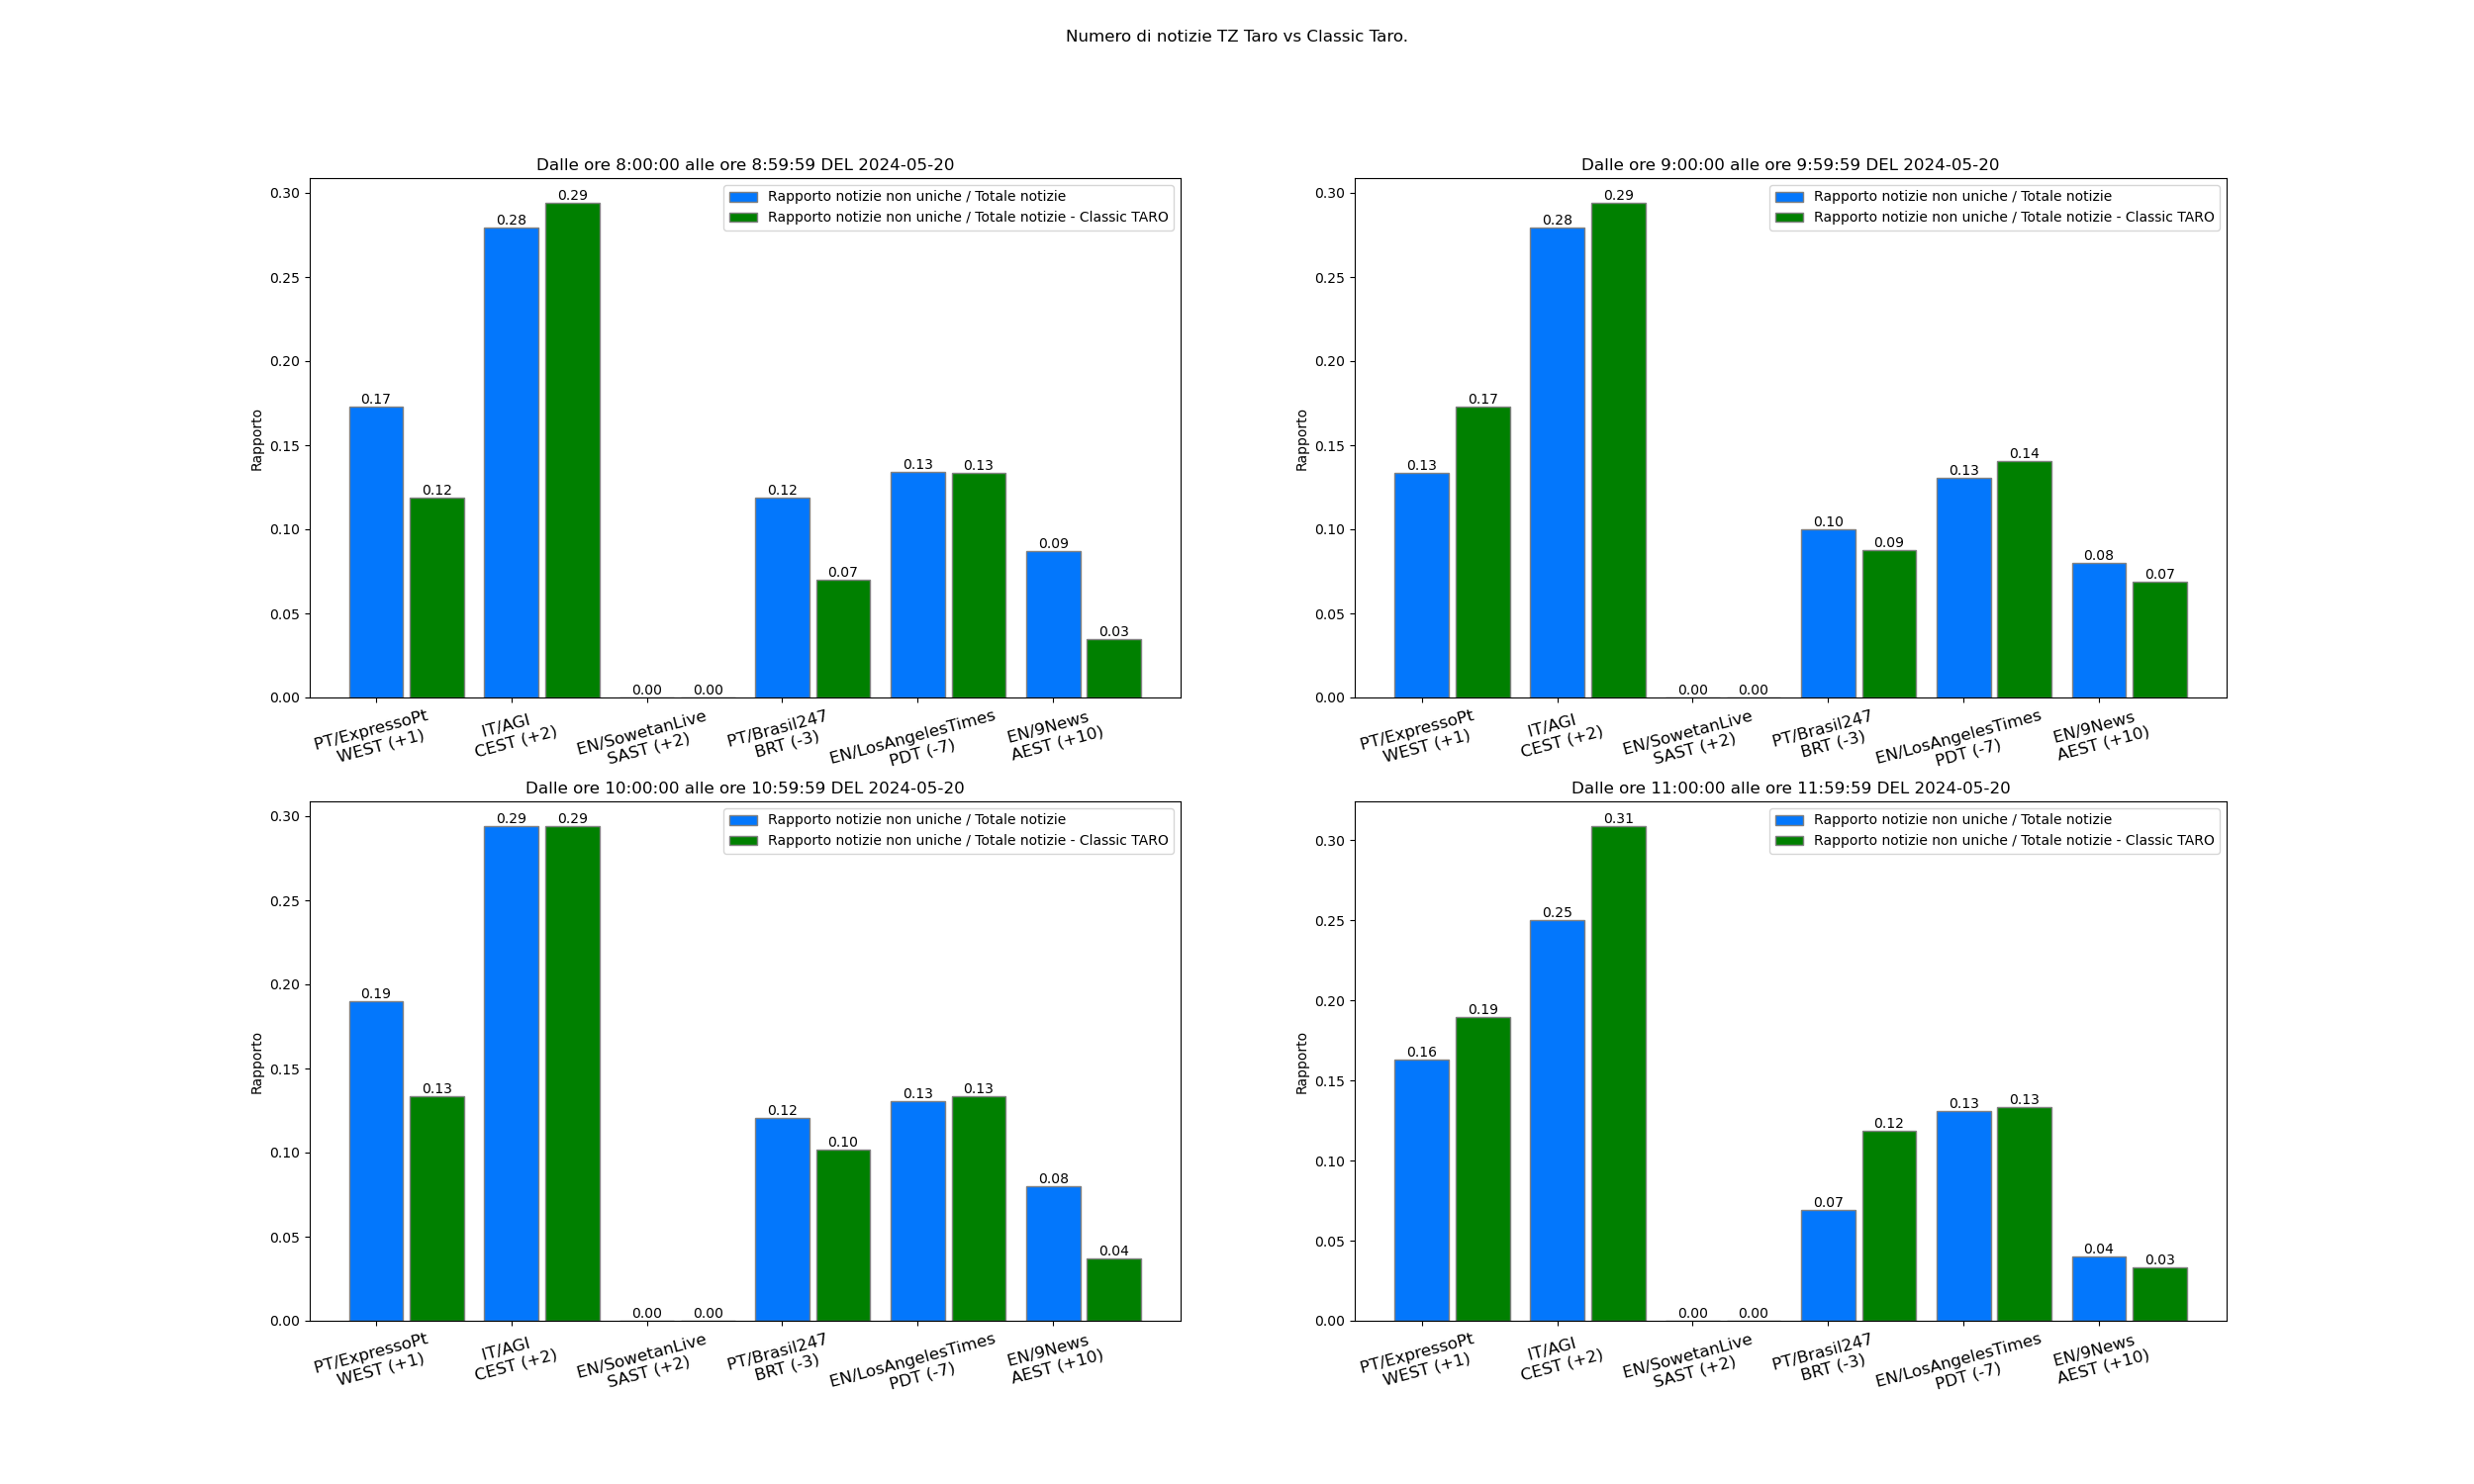 Numero di notizie TZ Taro vs Classic Taro.
Dalle ore 8:00:00 alle ore 8:59:59 DEL 2024-05-20
Rapporto notizie non uniche / Totale notizie
Rapporto notizie non uniche / Totale notizie - Classic TARO
Rapporto
0.30
0.25
0.20
0.15
0.10
0.05
0.00
0.17
0.12
0.28
0.29
0.00
0.00
0.12
0.07
0.13
0.13
0.09
0.03
PT/ExpressoPt
WEST (+1)
IT/AGI
CEST (+2)
EN/SowetanLive
SAST (+2)
PT/Brasil247
BRT (-3)
EN/LosAngelesTimes
PDT (-7)
EN/9News
AEST (+10)
Dalle ore 9:00:00 alle ore 9:59:59 DEL 2024-05-20
Rapporto notizie non uniche / Totale notizie
Rapporto notizie non uniche / Totale notizie - Classic TARO
Rapporto
0.30
0.25
0.20
0.15
0.10
0.05
0.00
0.13
0.17
0.28
0.29
0.00
0.00
0.10
0.09
0.13
0.14
0.08
0.07
PT/ExpressoPt
WEST (+1)
IT/AGI
CEST (+2)
EN/SowetanLive
SAST (+2)
PT/Brasil247
BRT (-3)
EN/LosAngelesTimes
PDT (-7)
EN/9News
AEST (+10)
Dalle ore 10:00:00 alle ore 10:59:59 DEL 2024-05-20
Rapporto notizie non uniche / Totale notizie
Rapporto notizie non uniche / Totale notizie - Classic TARO
Rapporto
0.30
0.25
0.20
0.15
0.10
0.05
0.00
0.19
0.13
0.29
0.29
0.00
0.00
0.12
0.10
0.13
0.13
0.08
0.04
PT/ExpressoPt
WEST (+1)
IT/AGI
CEST (+2)
EN/SowetanLive
SAST (+2)
PT/Brasil247
BRT (-3)
EN/LosAngelesTimes
PDT (-7)
EN/9News
AEST (+10)
Dalle ore 11:00:00 alle ore 11:59:59 DEL 2024-05-20
Rapporto notizie non uniche / Totale notizie
Rapporto notizie non uniche / Totale notizie - Classic TARO
Rapporto
0.30
0.25
0.20
0.15
0.10
0.05
0.00
0.16
0.19
0.25
0.31
0.00
0.00
0.07
0.12
0.13
0.13
0.04
0.03
PT/ExpressoPt
WEST (+1)
IT/AGI
CEST (+2)
EN/SowetanLive
SAST (+2)
PT/Brasil247
BRT (-3)
EN/LosAngelesTimes
PDT (-7)
EN/9News
AEST (+10)